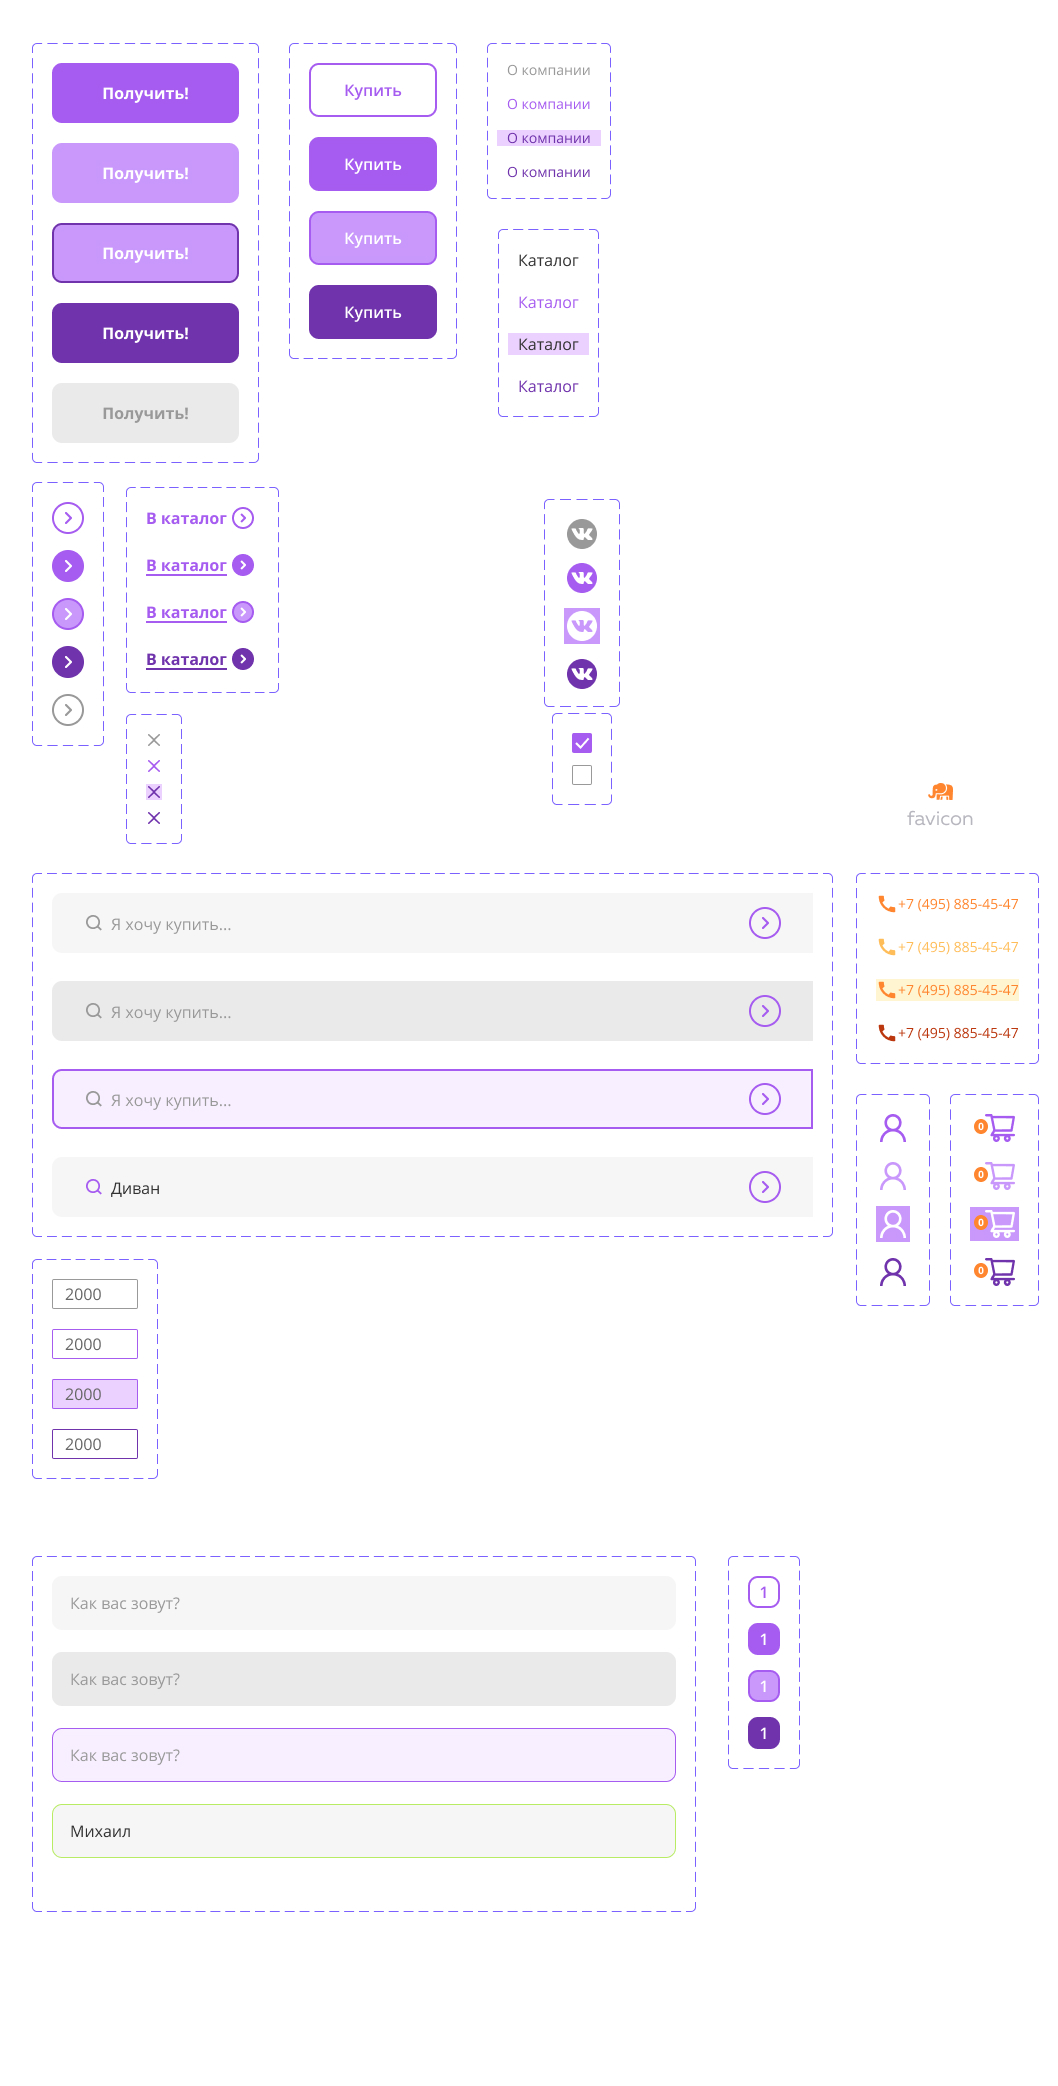 Получить!
Получить!
Получить!
Получить!
Получить!
Купить
Купить
Купить
Купить
О компании
О компании
О компании
О компании
Каталог
Каталог
Каталог
Каталог
В каталог
В каталог
В каталог
В каталог
favicon
Я хочу купить...
Я хочу купить...
Я хочу купить...
Диван
+7 (495) 885-45-47
+7 (495) 885-45-47
+7 (495) 885-45-47
+7 (495) 885-45-47
0
0
0
0
2000
2000
2000
2000
Как вас зовут?
Как вас зовут?
Как вас зовут?
Михаил
1
1
1
1